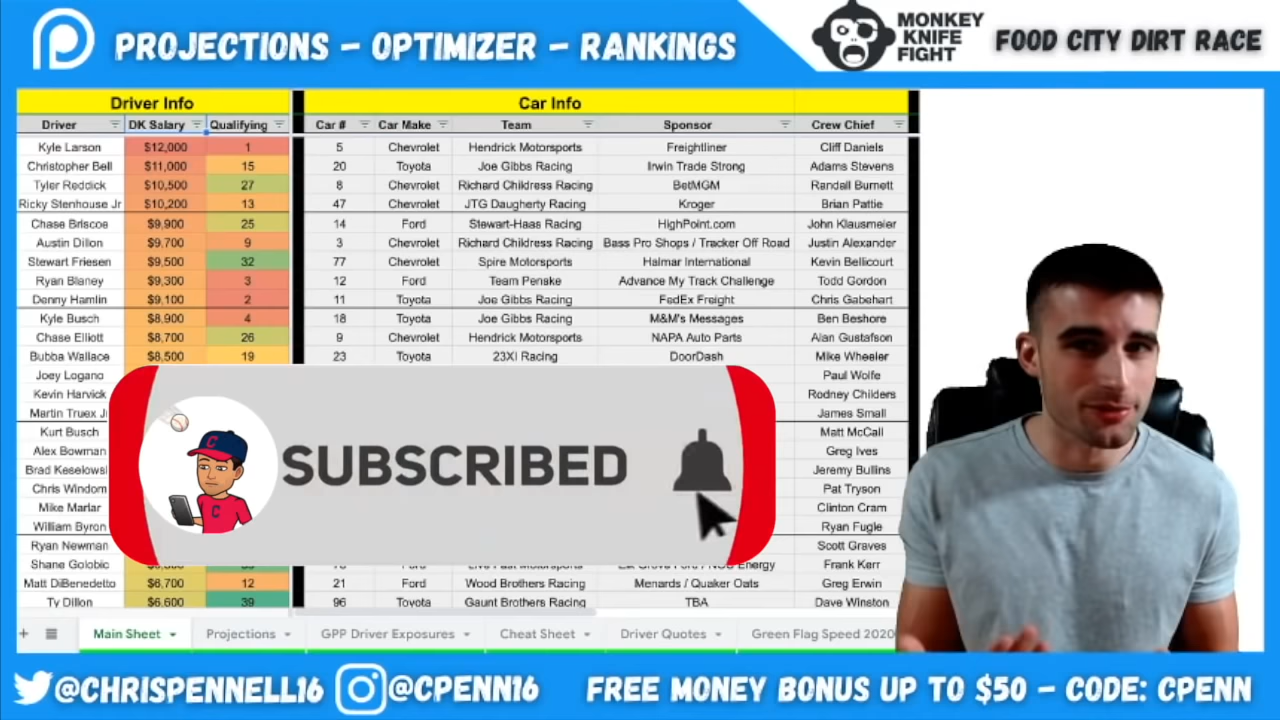 PROJECTIONS - OPTIMIZER - RANKINGS
MONKEY
KNIFE
FIGHT
FOOD CITY DIRT RACE
Driver Info Car Info
Driver DK Salary Qualifying Car # Car Make Team Sponsor Crew Chief
Kyle Larson $12,000 1 5 Chevrolet Hendrick Motorsports Freightliner Cliff Daniels
Christopher Bell $11,000 15 20 Toyota Joe Gibbs Racing Irwin Trade Strong Adams Stevens
Tyler Reddick $10,500 27 8 Chevrolet Richard Childress Racing BetMGM Randall Burnett
Ricky Stenhouse Jr $10,200 13 47 Chevrolet JTG Daugherty Racing Kroger Brian Pattie
Chase Briscoe $9,900 25 14 Ford Stewart-Haas Racing HighPoint.com John Klausmeier
Austin Dillon $9,700 9 3 Chevrolet Richard Childress Racing Bass Pro Shops / Tracker Off Road Justin Alexander
Stewart Friesen $9,500 32 77 Chevrolet Spire Motorsports Halmar International Kevin Bellicourt
Ryan Blaney $9,300 3 12 Ford Team Penske Advance My Track Challenge Todd Gordon
Denny Hamlin $9,100 2 11 Toyota Joe Gibbs Racing FedEx Freight Chris Gabehart
Kyle Busch $8,900 4 18 Toyota Joe Gibbs Racing M&M's Messages Ben Beshore
Chase Elliott $8,700 26 9 Chevrolet Hendrick Motorsports NAPA Auto Parts Alan Gustafson
Bubba Wallace $8,500 19 23 Toyota 23XI Racing DoorDash Mike Wheeler
Joey Logano Paul Wolfe
Kevin Harvick Rodney Childers
Martin Truex J James Small
Kurt Busch Matt McCall
Alex Bowman Greg Ives
Brad Keselows Jeremy Bullins
Chris Windom Pat Tryson
Mike Marlar Clinton Cram
William Byron Ryan Fugle
Ryan Newman Scott Graves
Shane Golobic Frank Kerr
Matt DiBenedetto $6,700 12 21 Ford Wood Brothers Racing Menards / Quaker Oats Greg Erwin
Ty Dillon $6,600 39 96 Toyota Gaunt Brothers Racing TBA Dave Winston
C
C
SUBSCRIBED
+ Main Sheet Projections GPP Driver Exposures Cheat Sheet Driver Quotes Green Flag Speed 2020
@CHRISPENNELL16 @CPENN16 FREE MONEY BONUS UP TO $50 - CODE: CPENN